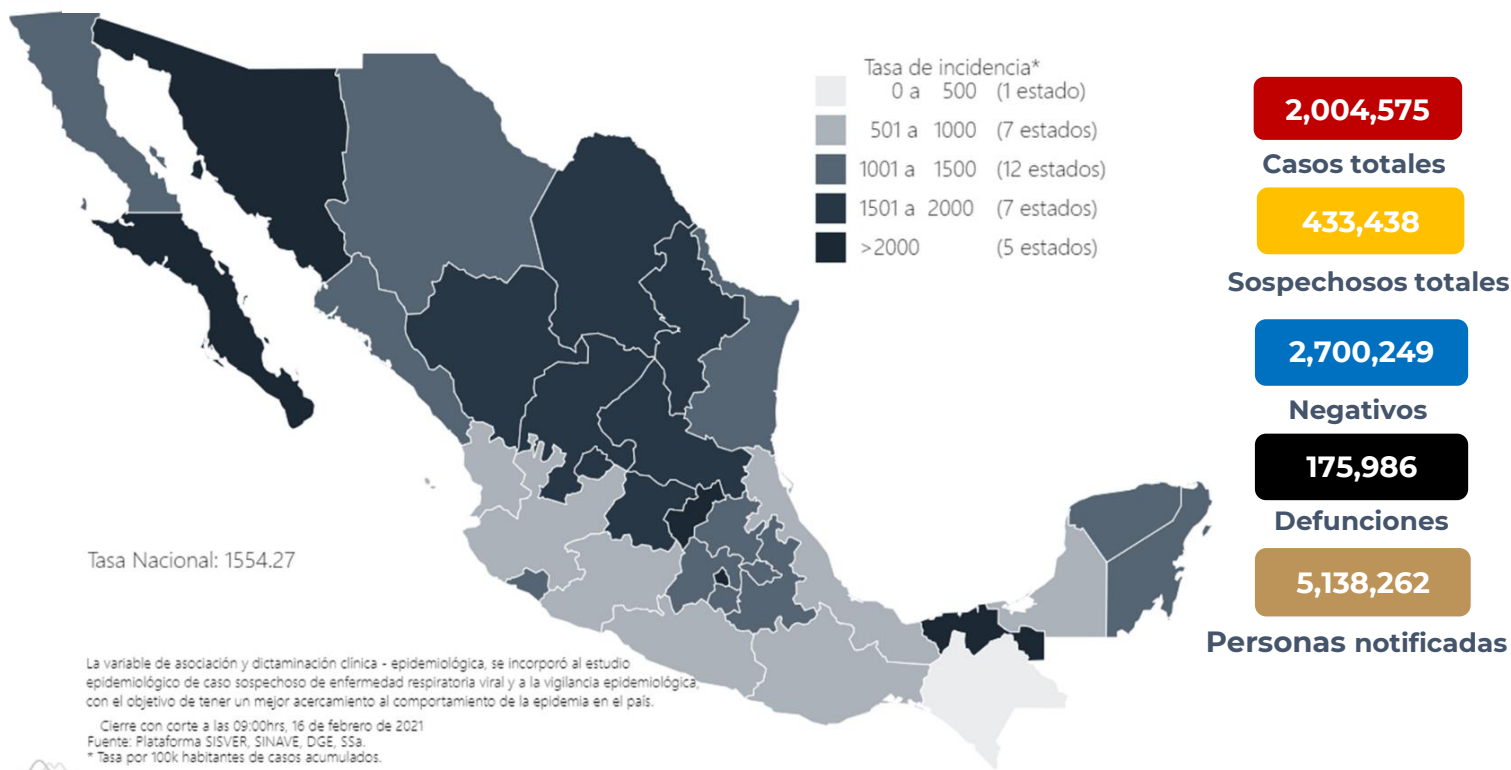 Tasa de incidencia*
0 a 500 (1 estado)
501 a 1000 (7 estados)
1001 a 1500 (12 estados)
1501 a 2000 (7 estados)
>2000 (5 estados)
2,004,575
Casos totales
433,438
Sospechosos totales
2,700,249
Negativos
175,986
Defunciones
5,138,262
Personas notificadas
Tasa Nacional: 1554.27
La variable de asociación y dictaminación clínica - epidemiológica, se incorporó al estudio
epidemiológico de caso sospechoso de enfermedad respiratoria viral y a la vigilancia epidemiológica,
con el objetivo de tener un mejor acercamiento al comportamiento de la epidemia en el país.
Cierre con corte a las 09:00hrs, 16 de febrero de 2021
Fuente: Plataforma SISVER, SINAVE, DGE, SSa.
* Tasa por 100k habitantes de casos acumulados.